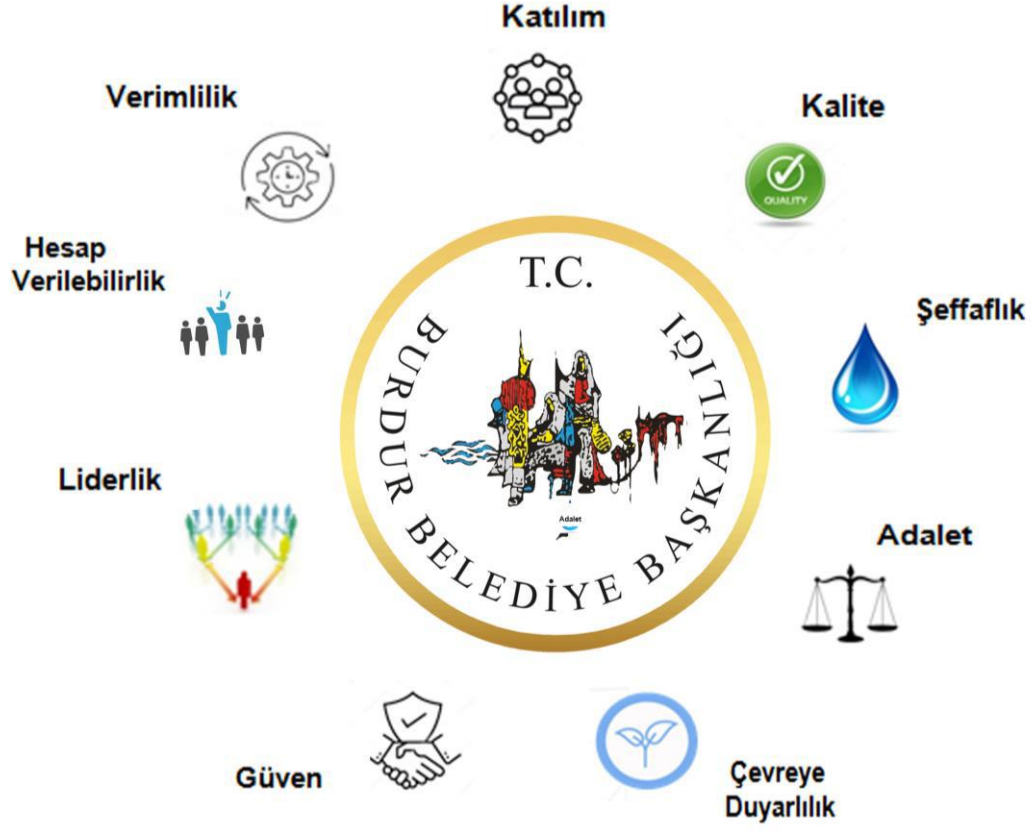 Katılım
Verimlilik
Kalite
QUALITY
Hesap
Verilebilirlik
T.C.
BURDUR BELEDİYE BAŞKANLIĞI
Şeffaflık
Liderlik
Adalet
Adalet
Güven
Çevreye
Duyarlılık